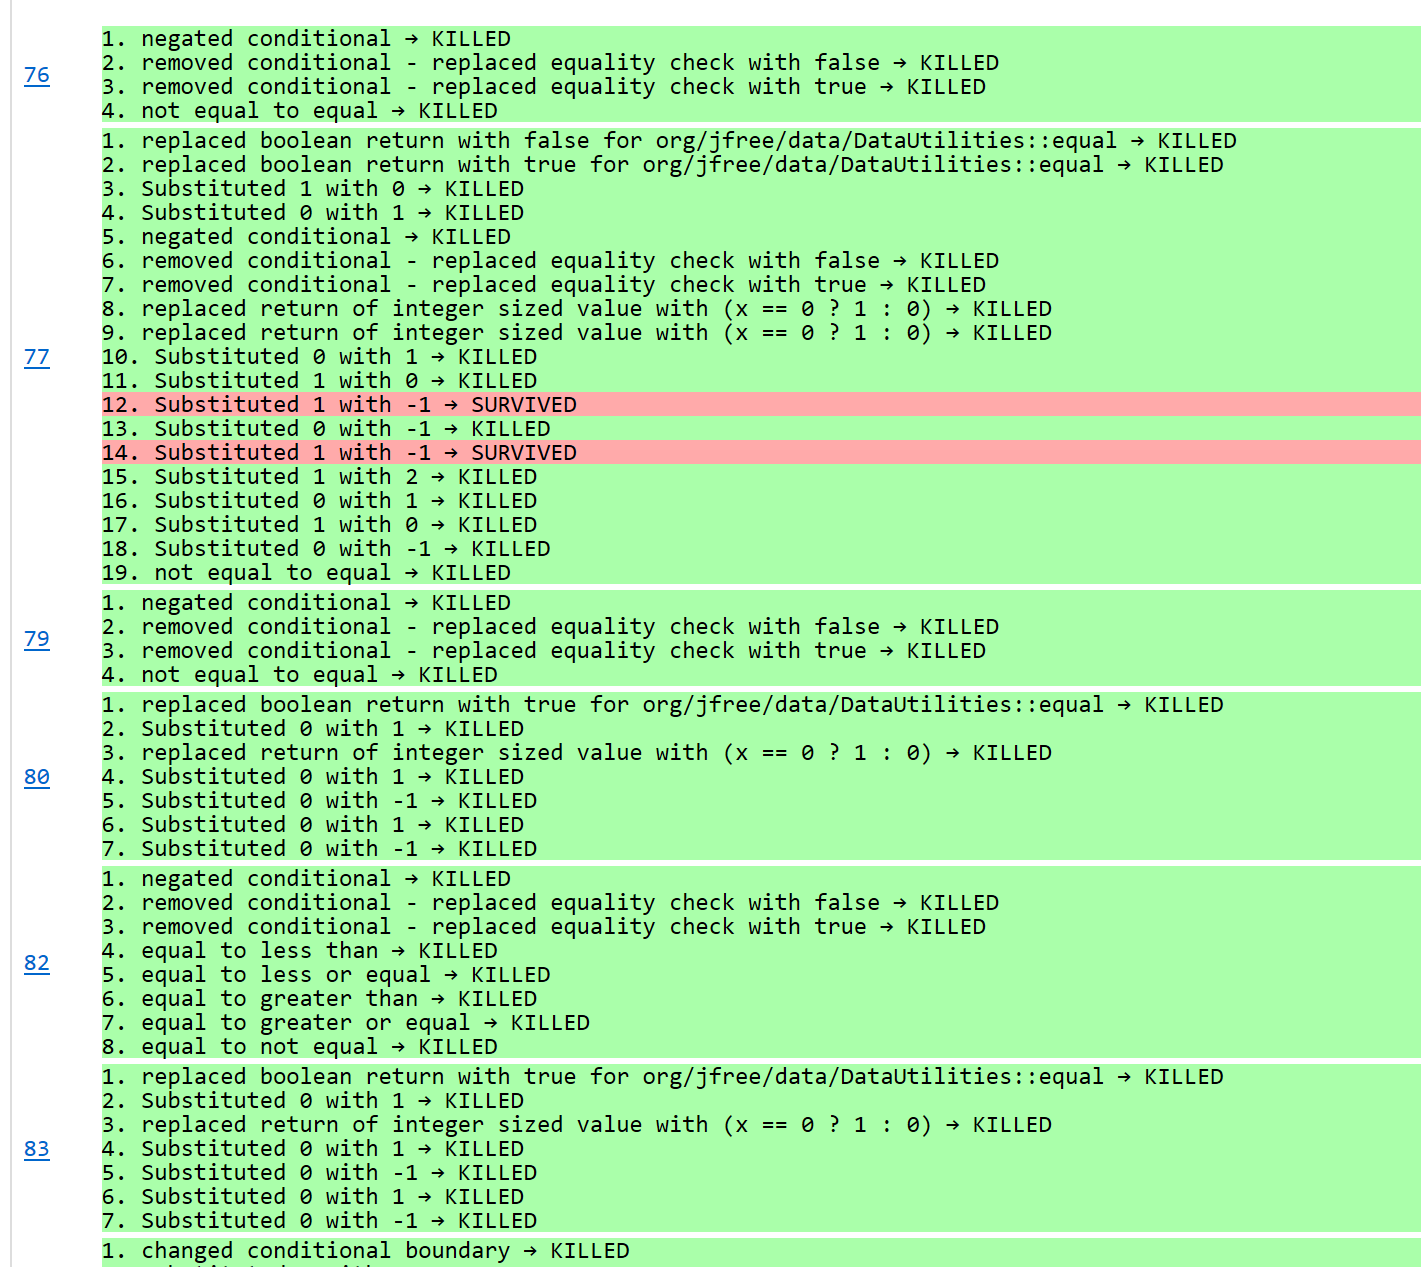 76
1. negated conditional → KILLED
2. removed conditional - replaced equality check with false → KILLED
3. removed conditional - replaced equality check with true → KILLED
4. not equal to equal → KILLED
77
1. replaced boolean return with false for org/jfree/data/DataUtilities::equal → KILLED
2. replaced boolean return with true for org/jfree/data/DataUtilities::equal → KILLED
3. Substituted 1 with 0 → KILLED
4. Substituted 0 with 1 → KILLED
5. negated conditional → KILLED
6. removed conditional - replaced equality check with false → KILLED
7. removed conditional - replaced equality check with true → KILLED
8. replaced return of integer sized value with (x == 0 ? 1 : 0) → KILLED
9. replaced return of integer sized value with (x == 0 ? 1 : 0) → KILLED
10. Substituted 0 with 1 → KILLED
11. Substituted 1 with 0 → KILLED
12. Substituted 1 with -1 → SURVIVED
13. Substituted 0 with -1 → KILLED
14. Substituted 1 with -1 → SURVIVED
15. Substituted 1 with 2 → KILLED
16. Substituted 0 with 1 → KILLED
17. Substituted 1 with 0 → KILLED
18. Substituted 0 with -1 → KILLED
19. not equal to equal → KILLED
79
1. negated conditional → KILLED
2. removed conditional - replaced equality check with false → KILLED
3. removed conditional - replaced equality check with true → KILLED
4. not equal to equal → KILLED
80
1. replaced boolean return with true for org/jfree/data/DataUtilities::equal → KILLED
2. Substituted 0 with 1 → KILLED
3. replaced return of integer sized value with (x == 0 ? 1 : 0) → KILLED
4. Substituted 0 with 1 → KILLED
5. Substituted 0 with -1 → KILLED
6. Substituted 0 with 1 → KILLED
7. Substituted 0 with -1 → KILLED
82
1. negated conditional → KILLED
2. removed conditional - replaced equality check with false → KILLED
3. removed conditional - replaced equality check with true → KILLED
4. equal to less than → KILLED
5. equal to less or equal → KILLED
6. equal to greater than → KILLED
7. equal to greater or equal → KILLED
8. equal to not equal → KILLED
83
1. replaced boolean return with true for org/jfree/data/DataUtilities::equal → KILLED
2. Substituted 0 with 1 → KILLED
3. replaced return of integer sized value with (x == 0 ? 1 : 0) → KILLED
4. Substituted 0 with 1 → KILLED
5. Substituted 0 with -1 → KILLED
6. Substituted 0 with 1 → KILLED
7. Substituted 0 with -1 → KILLED
1. changed conditional boundary → KILLED